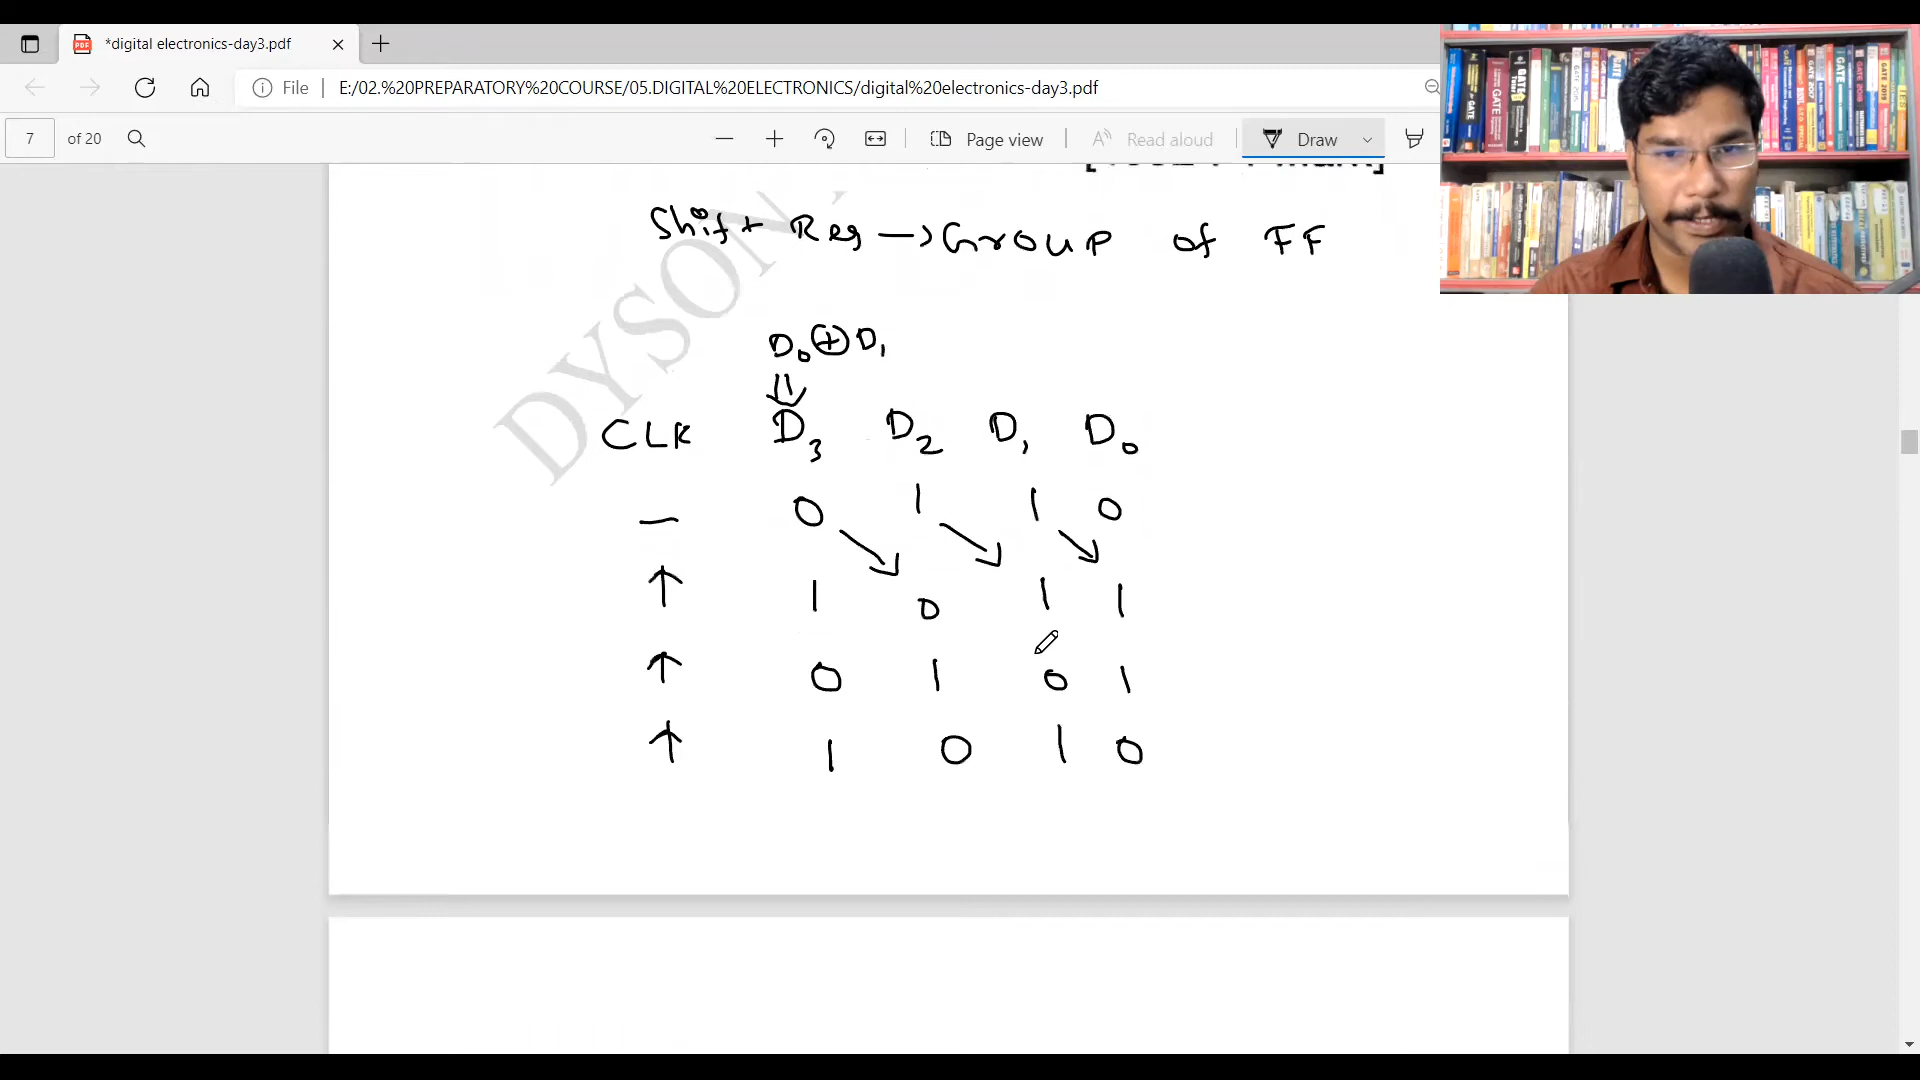 *digital electronics-day3.pdf
File E:/02.%20PREPARATORY%20COURSE/05.DIGITAL%20ELECTRONICS/digital%20electronics-day3.pdf
7 of 20 Page view Read aloud Draw
Shift Reg → Group of FF
DYSON
D₀ ⊕ D₁
⇓
CLK D₃ D₂ D₁ D₀
— 0 1 1 0
↑ 1 0 1 1
↑ 0 1 0 1
↑ 1 0 1 0